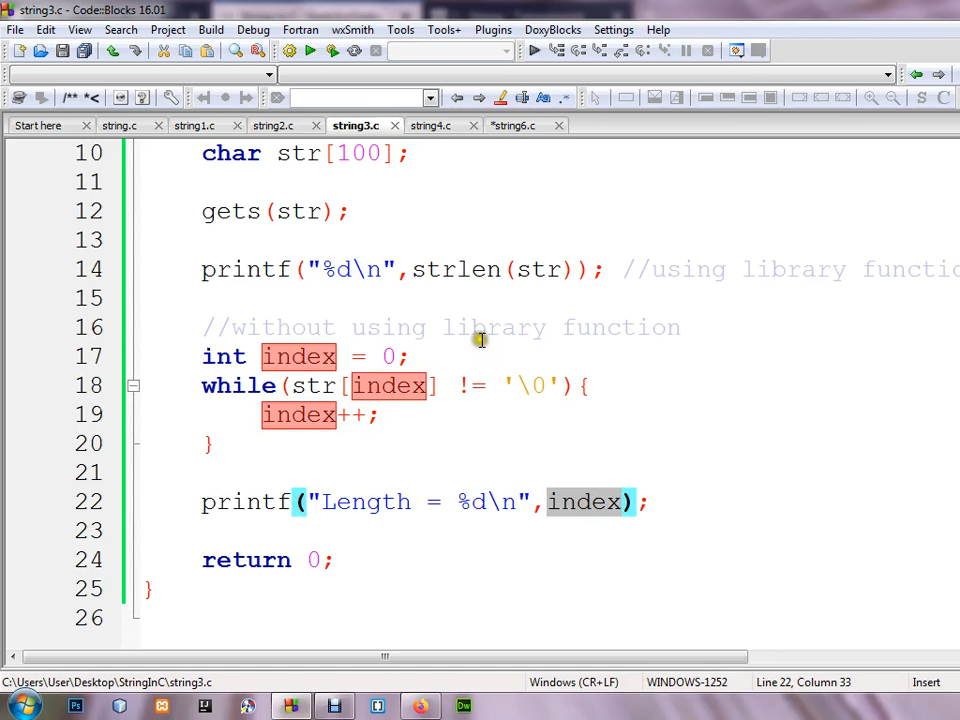 string3.c - Code::Blocks 16.01
File Edit View Search Project Build Debug Fortran wxSmith Tools Tools+ Plugins DoxyBlocks Settings Help
/** *<
Start here string.c string1.c string2.c string3.c string4.c *string6.c
10 char str[100];
11
12 gets(str);
13
14 printf("%d\n",strlen(str)); //using library functio
15
16 //without using library function
17 int index = 0;
18 while(str[index] != '\0'){
19 index++;
20 }
21
22 printf("Length = %d\n",index);
23
24 return 0;
25 }
26
C:\Users\User\Desktop\StringInC\string3.c Windows (CR+LF) WINDOWS-1252 Line 22, Column 33 Insert
Ps Dw